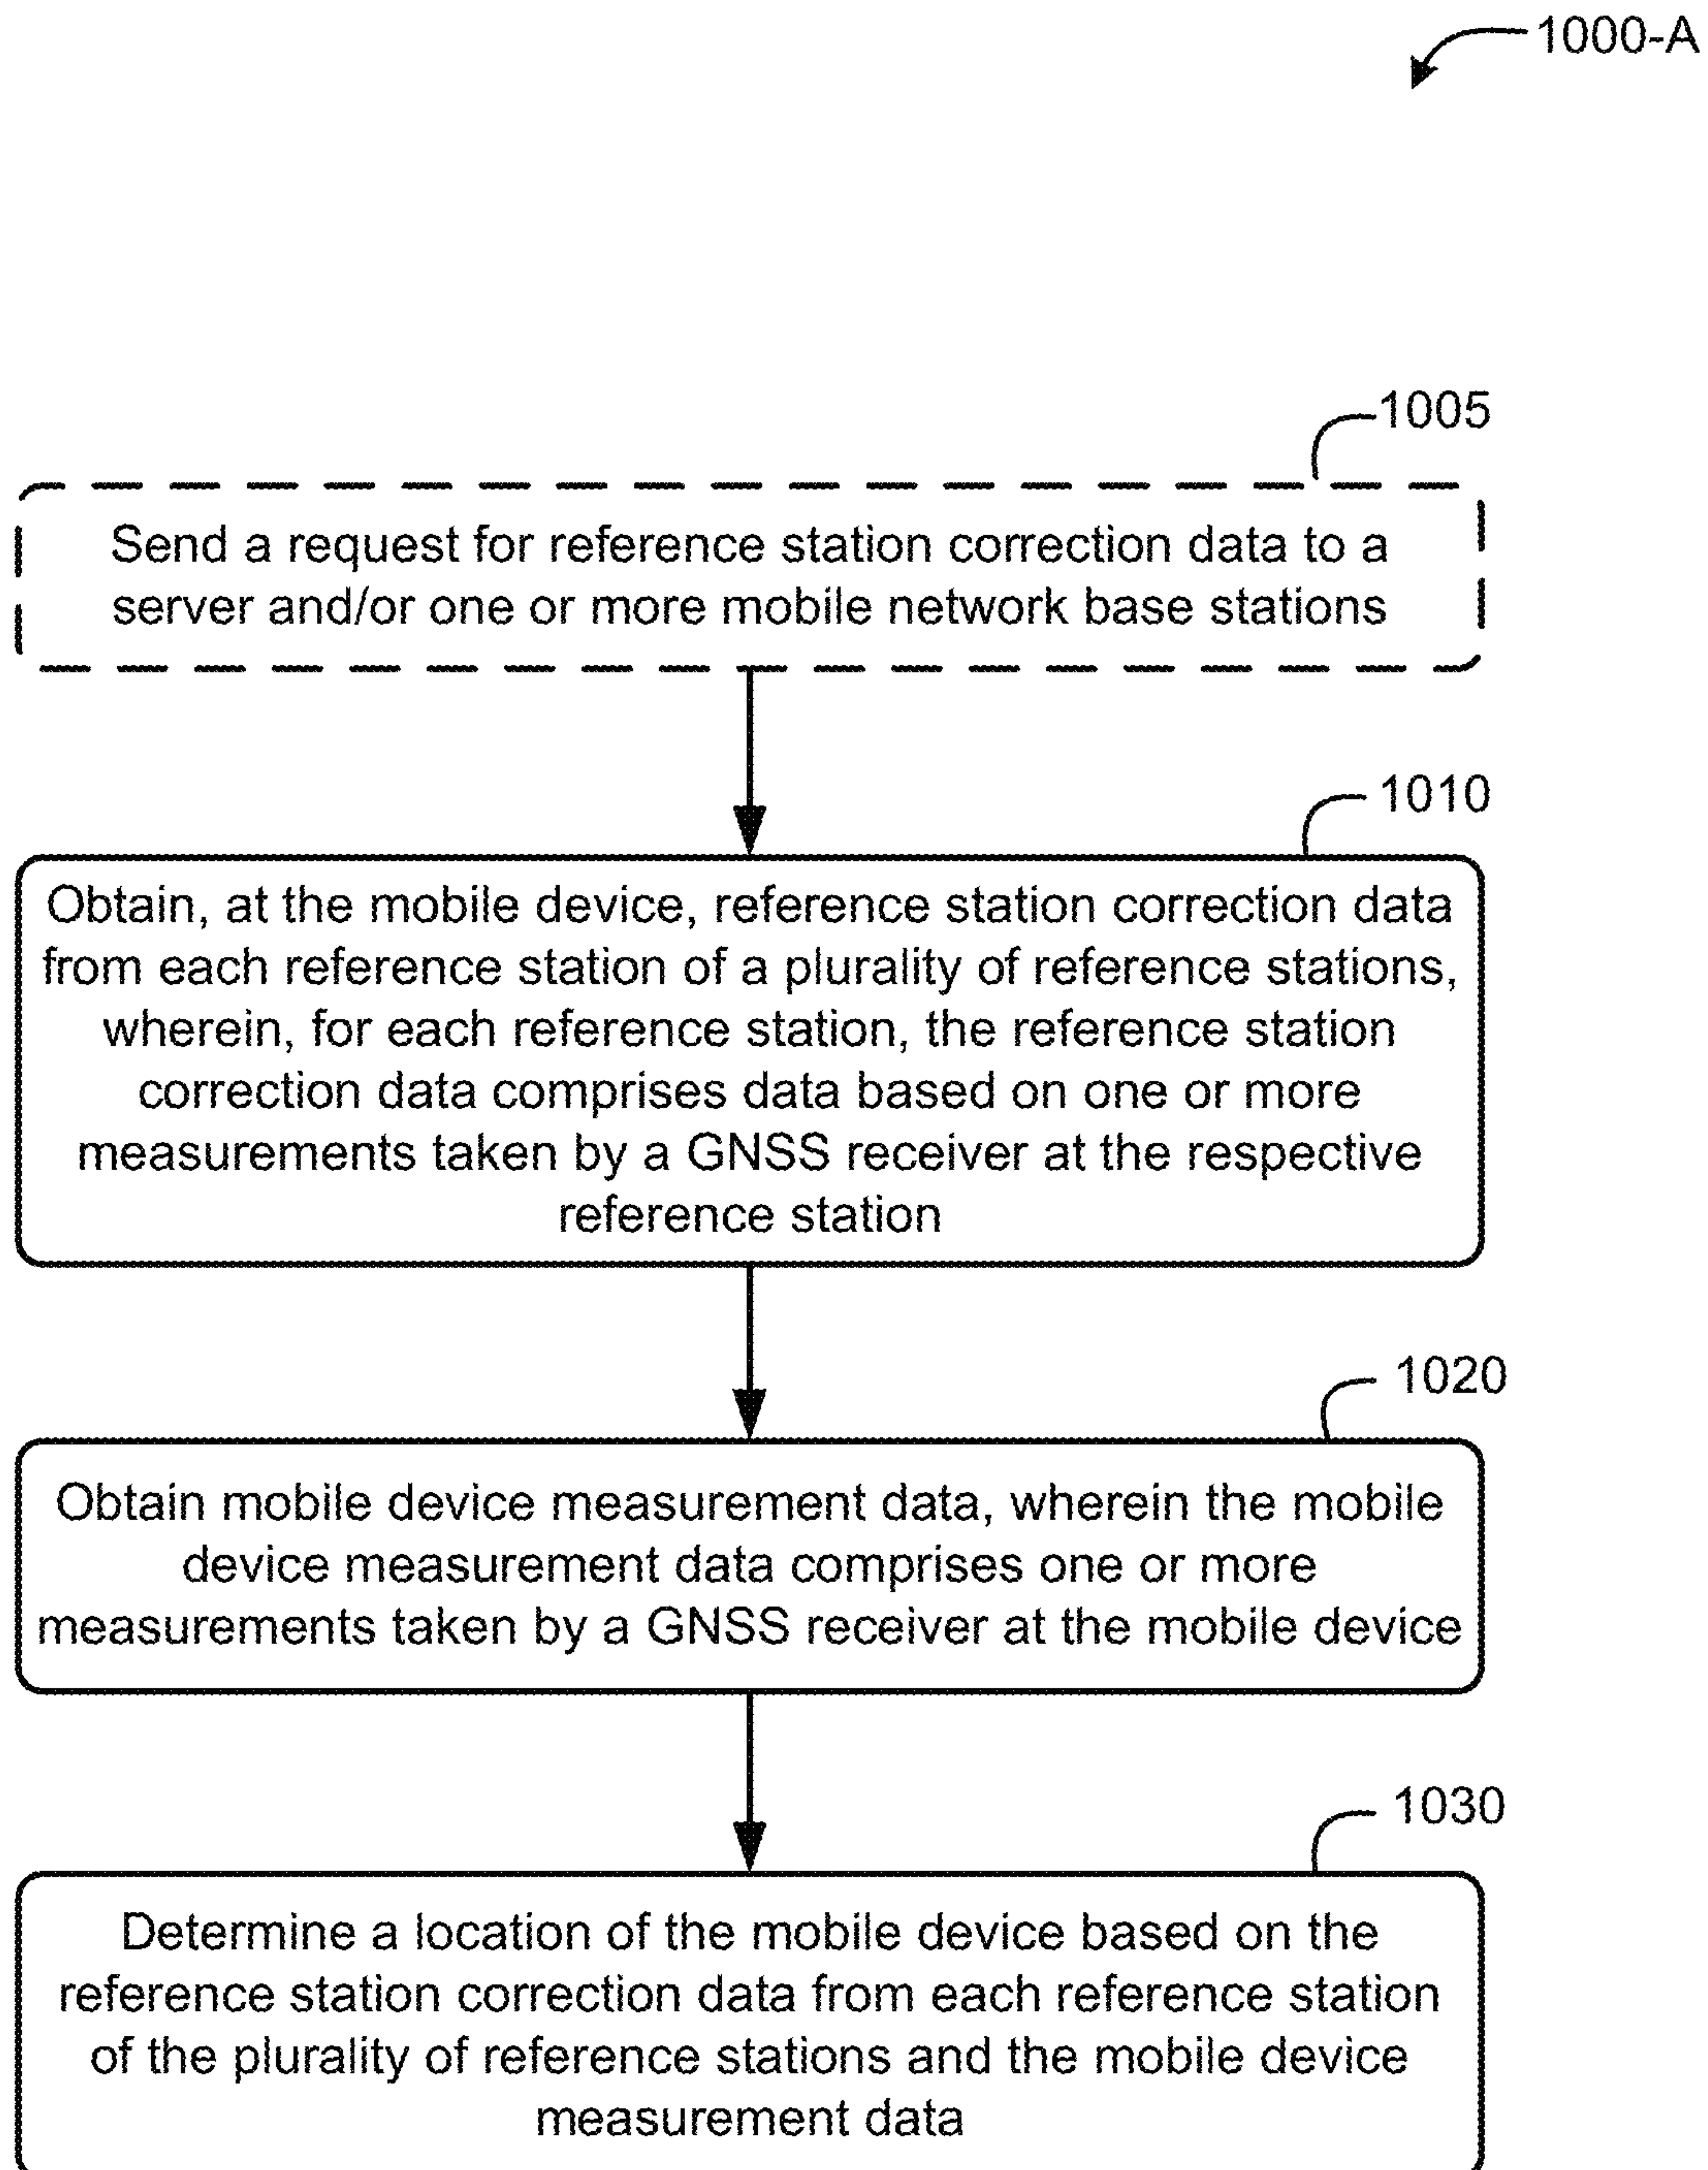 1000-A
1005
Send a request for reference station correction data to a
server and/or one or more mobile network base stations
1010
Obtain, at the mobile device, reference station correction data
from each reference station of a plurality of reference stations,
wherein, for each reference station, the reference station
correction data comprises data based on one or more
measurements taken by a GNSS receiver at the respective
reference station
1020
Obtain mobile device measurement data, wherein the mobile
device measurement data comprises one or more
measurements taken by a GNSS receiver at the mobile device
1030
Determine a location of the mobile device based on the
reference station correction data from each reference station
of the plurality of reference stations and the mobile device
measurement data